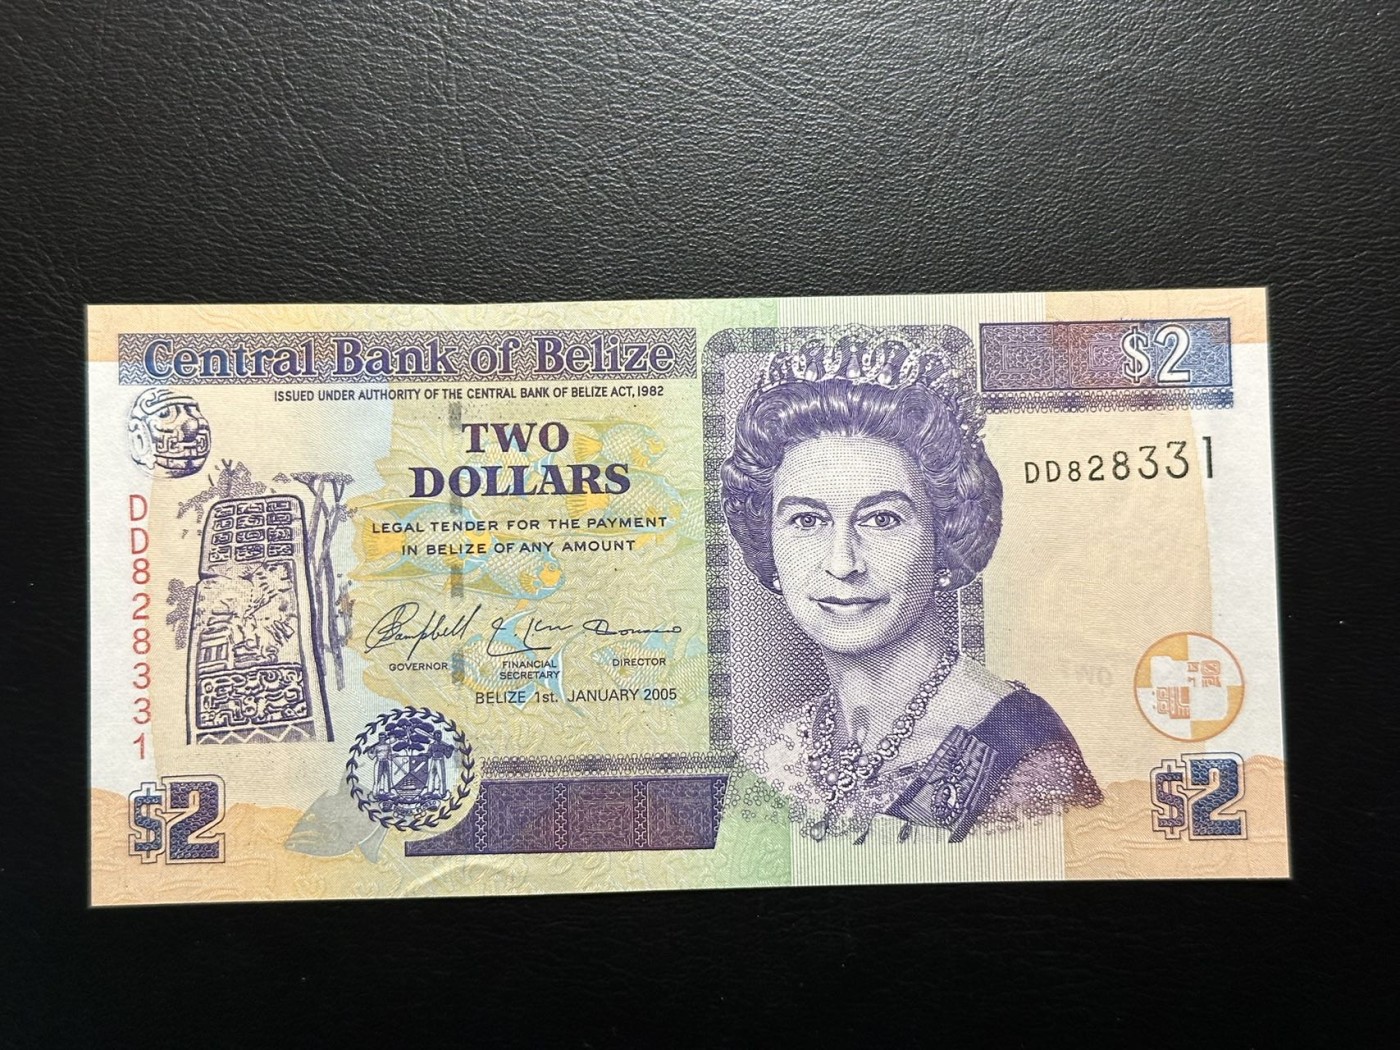 Central Bank of Belize
$2
ISSUED UNDER AUTHORITY OF THE CENTRAL BANK OF BELIZE ACT, 1982
TWO
DOLLARS
DD828331
LEGAL TENDER FOR THE PAYMENT
IN BELIZE OF ANY AMOUNT
DD828331
Campbell
GOVERNOR
FINANCIAL
SECRETARY
DIRECTOR
BELIZE 1st. JANUARY 2005
$2
$2